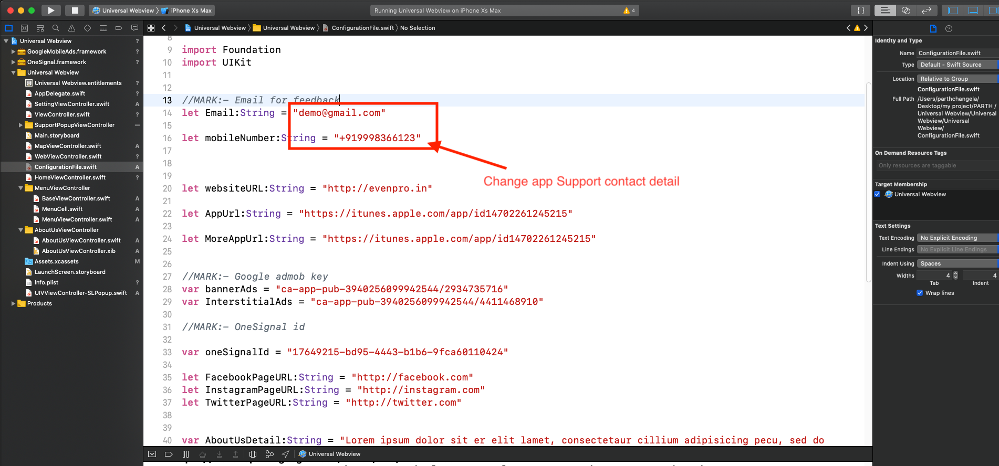 Universal Webview 〉 iPhone Xs Max
Running Universal Webview on iPhone Xs Max
4
{}
Universal Webview 〉 Universal Webview 〉 ConfigurationFile.swift 〉 No Selection
Universal Webview ?
GoogleMobileAds.framework ?
OneSignal.framework ?
Universal Webview
Universal Webview.entitlements ?
AppDelegate.swift ?
SettingViewController.swift A
ViewController.swift ?
SupportPopupViewController —
Main.storyboard
MapViewController.swift A
WebViewController.swift ?
ConfigurationFile.swift A
HomeViewController.swift ?
MenuViewController
BaseViewController.swift A
MenuCell.swift A
MenuViewController.swift A
AboutUsViewController
AboutUsViewController.swift A
AboutUsViewController.xib A
Assets.xcassets M
LaunchScreen.storyboard
Info.plist ?
UIVViewController-SLPopup.swift A
Products
8
9 import Foundation
10 import UIKit
11
12
13 //MARK:- Email for feedback
14 let Email:String = "demo@gmail.com"
15
16 let mobileNumber:String = "+919998366123"
17
18
19
20 let websiteURL:String = "http://evenpro.in"
21
22 let AppUrl:String = "https://itunes.apple.com/app/id14702261245215"
23
24 let MoreAppUrl:String = "https://itunes.apple.com/app/id14702261245215"
25
26
27 //MARK:- Google admob key
28 var bannerAds = "ca-app-pub-3940256099942544/2934735716"
29 var InterstitialAds = "ca-app-pub-3940256099942544/4411468910"
30
31 //MARK:- OneSignal id
32
33 var oneSignalId = "17649215-bd95-4443-b1b6-9fca60110424"
34
35 let FacebookPageURL:String = "http://facebook.com"
36 let InstagramPageURL:String = "http://instagram.com"
37 let TwitterPageURL:String = "http://twitter.com"
38
39
40 var AboutUsDetail:String = "Lorem ipsum dolor sit er elit lamet, consectetaur cillium adipisicing pecu, sed do
Change app Support contact detail
Universal Webview
Identity and Type
Name ConfigurationFile.swift
Type Default - Swift Source
Location Relative to Group
ConfigurationFile.swift
Full Path /Users/parthchangela/
Desktop/my project/PARTH /
Universal Webview/Universal
Webview/Universal
Webview/
ConfigurationFile.swift
On Demand Resource Tags
Only resources are taggable
Target Membership
Universal Webview
Text Settings
Text Encoding No Explicit Encoding
Line Endings No Explicit Line Endings
Indent Using Spaces
Widths 4 4
Tab Indent
Wrap lines